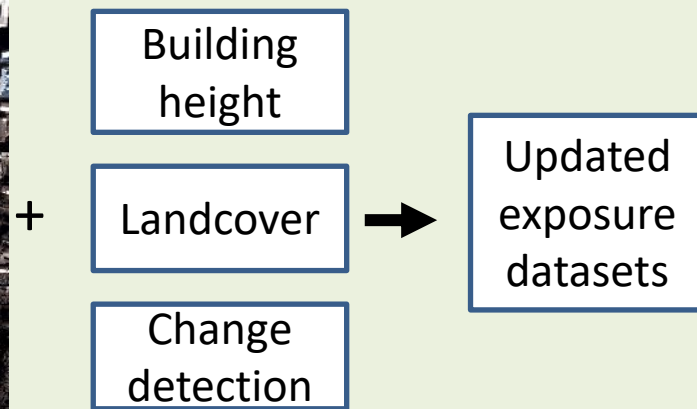 Building
height
+
Landcover
Change
detection
Updated
exposure
datasets